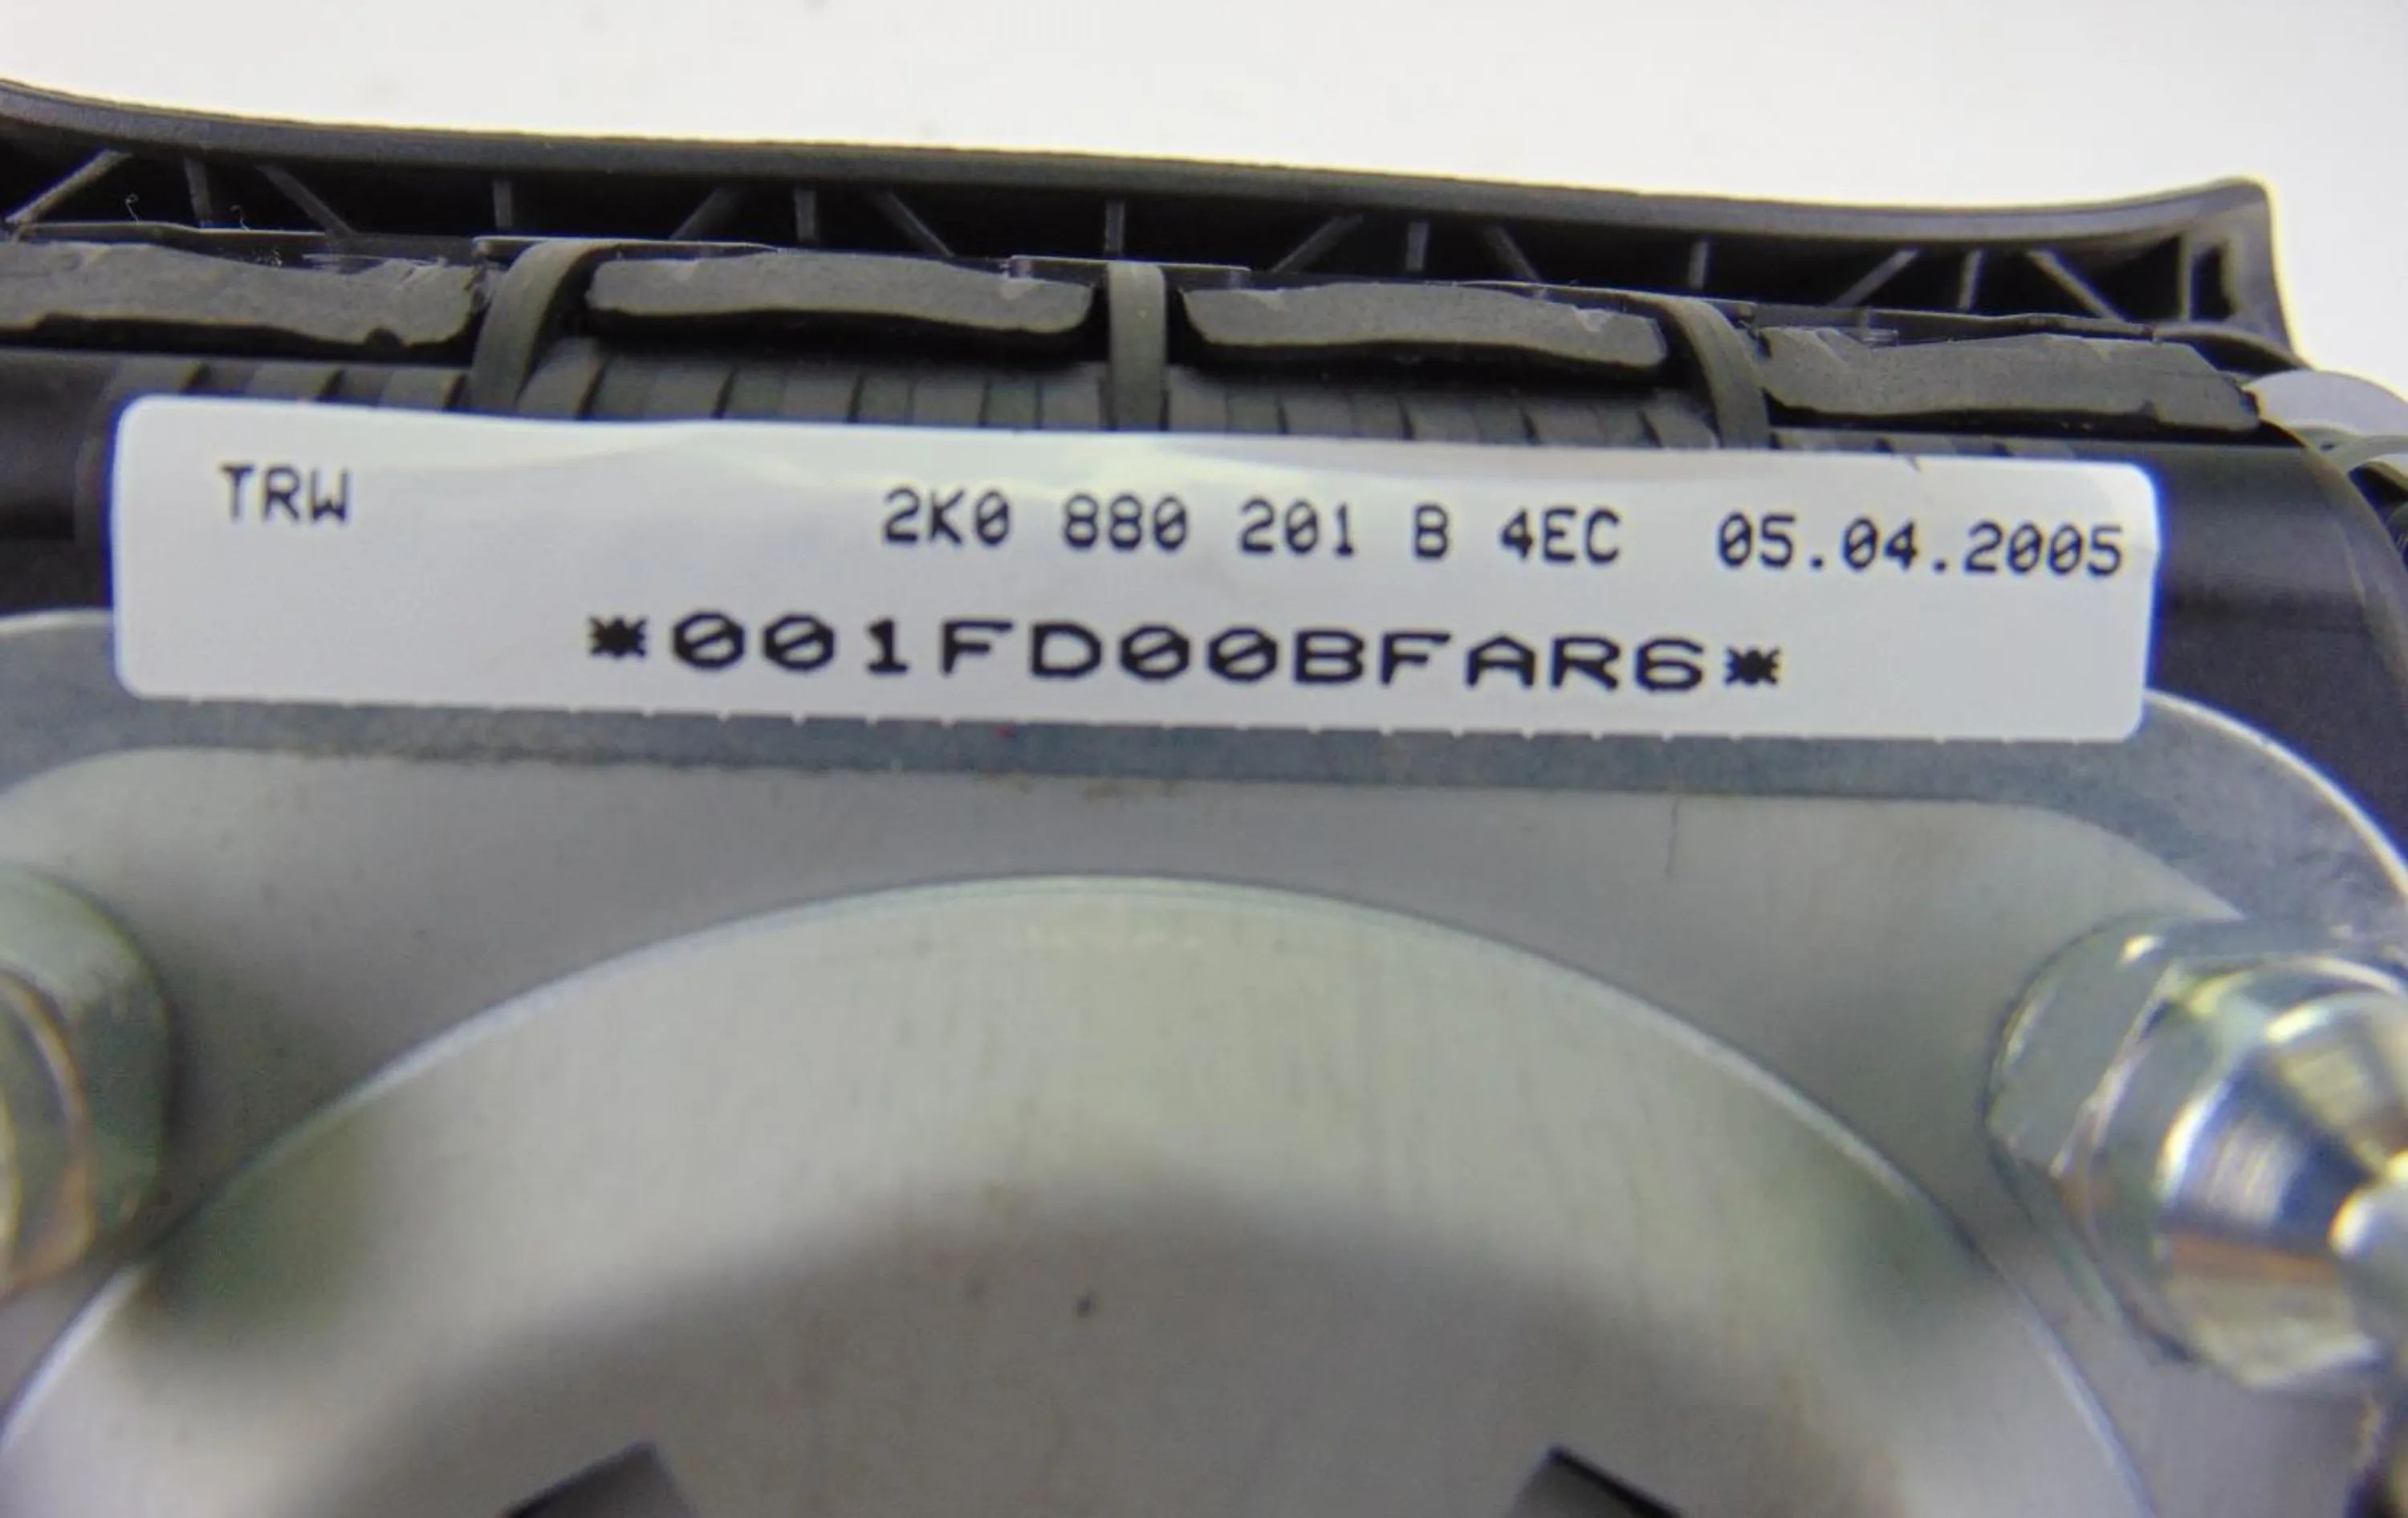 TRW 2K0 880 201 B 4EC 05.04.2005
*001FD00BFAR6*